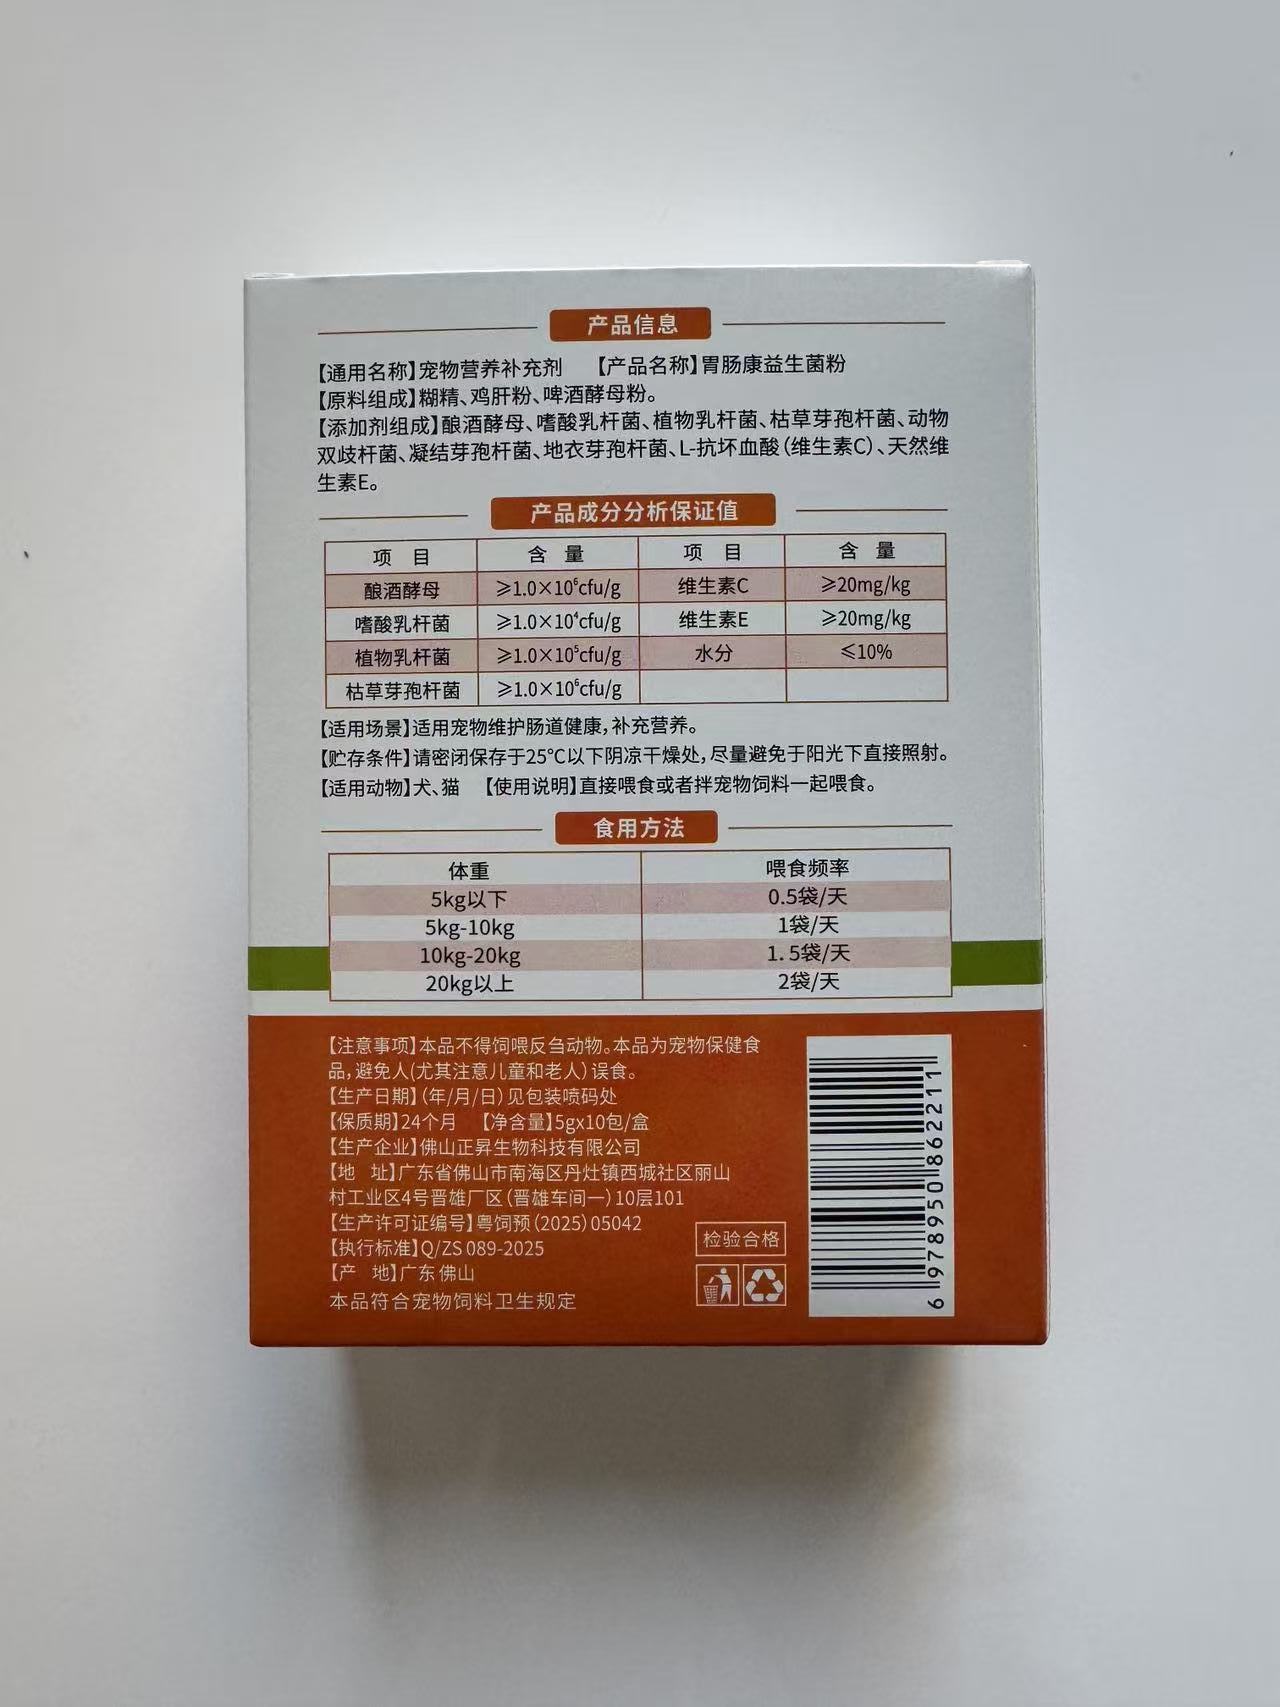 产品信息
【通用名称】宠物营养补充剂 【产品名称】胃肠康益生菌粉
【原料组成】糊精、鸡肝粉、啤酒酵母粉。
【添加剂组成】酿酒酵母、嗜酸乳杆菌、植物乳杆菌、枯草芽孢杆菌、动物
双歧杆菌、凝结芽孢杆菌、地衣芽孢杆菌、L-抗坏血酸(维生素C)、天然维
生素E。
产品成分分析保证值
项 目 含 量 项 目 含 量
酿酒酵母 ≥1.0×10⁶cfu/g 维生素C ≥20mg/kg
嗜酸乳杆菌 ≥1.0×10⁴cfu/g 维生素E ≥20mg/kg
植物乳杆菌 ≥1.0×10⁵cfu/g 水分 ≤10%
枯草芽孢杆菌 ≥1.0×10⁶cfu/g
【适用场景】适用宠物维护肠道健康,补充营养。
【贮存条件】请密闭保存于25℃以下阴凉干燥处,尽量避免于阳光下直接照射。
【适用动物】犬、猫 【使用说明】直接喂食或者拌宠物饲料一起喂食。
食用方法
体重 喂食频率
5kg以下 0.5袋/天
5kg-10kg 1袋/天
10kg-20kg 1.5袋/天
20kg以上 2袋/天
【注意事项】本品不得饲喂反刍动物。本品为宠物保健食
品,避免人(尤其注意儿童和老人)误食。
【生产日期】(年/月/日)见包装喷码处
【保质期】24个月 【净含量】5gx10包/盒
【生产企业】佛山正昇生物科技有限公司
【地 址】广东省佛山市南海区丹灶镇西城社区丽山
村工业区4号晋雄厂区(晋雄车间一)10层101
【生产许可证编号】粤饲预(2025)05042
【执行标准】Q/ZS 089-2025
【产 地】广东佛山
本品符合宠物饲料卫生规定
检验合格
6 978950 862211